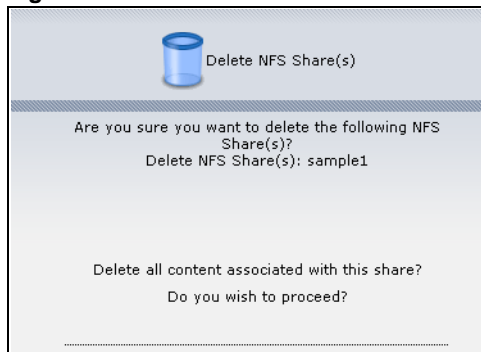 Delete NFS Share(s)
Are you sure you want to delete the following NFS
Share(s)?
Delete NFS Share(s): sample1
Delete all content associated with this share?
Do you wish to proceed?